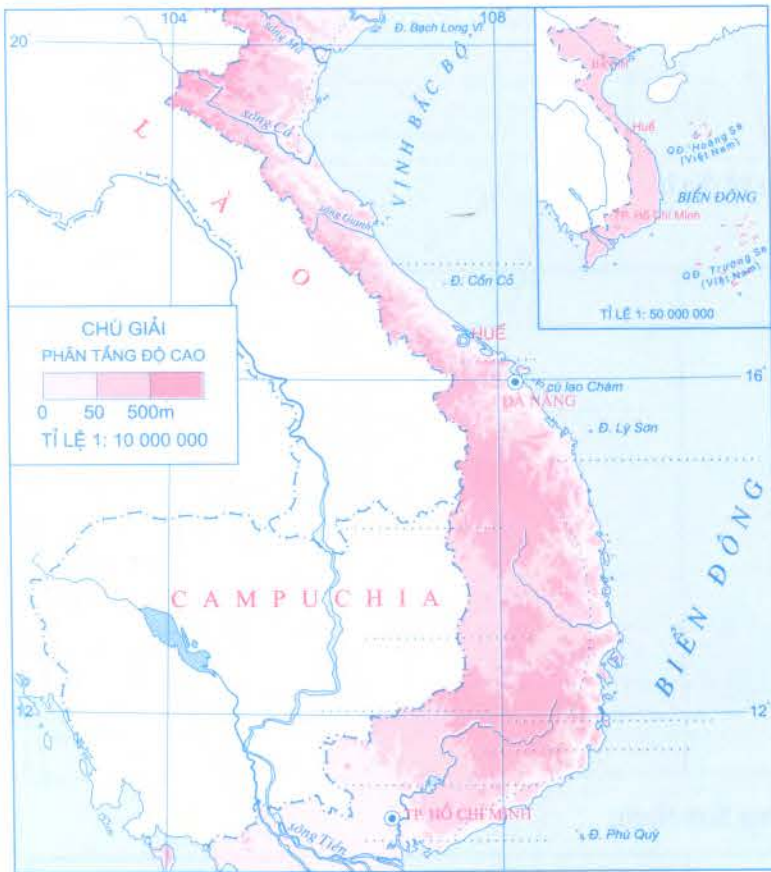 104
108
20°
sông Mã
Đ. Bạch Long Vĩ
VỊNH BẮC BỘ
sông Cả
LÀO
sông Gianh
Đ. Cồn Cỏ
HUẾ
16°
cù lao Chàm
ĐÀ NẴNG
Đ. Lý Sơn
BIỂN ĐÔNG
CAMPUCHIA
12°
12°
TP. HỒ CHÍ MINH
sông Tiền
Đ. Phú Quý
CHÚ GIẢI
PHÂN TẦNG ĐỘ CAO
0 50 500m
TỈ LỆ 1: 10 000 000
Hà Nội
Huế
QĐ. Hoàng Sa
(Việt Nam)
BIỂN ĐÔNG
TP. Hồ Chí Minh
QĐ. Trường Sa
(Việt Nam)
TỈ LỆ 1: 50 000 000